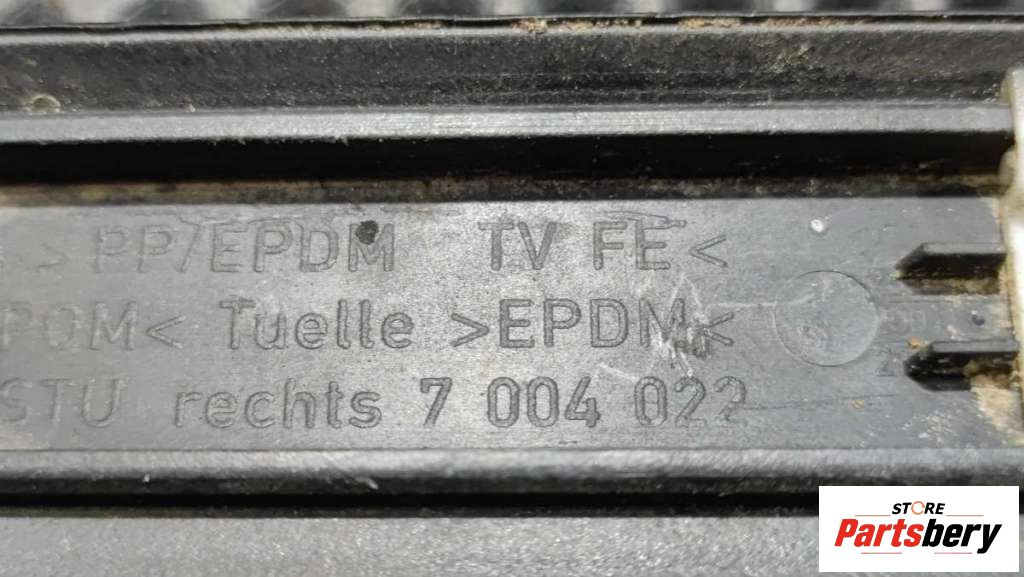 >PP/EPDM TV FE<
POM< Tuelle >EPDM<
STU rechts 7 004 022
STORE
Partsbery